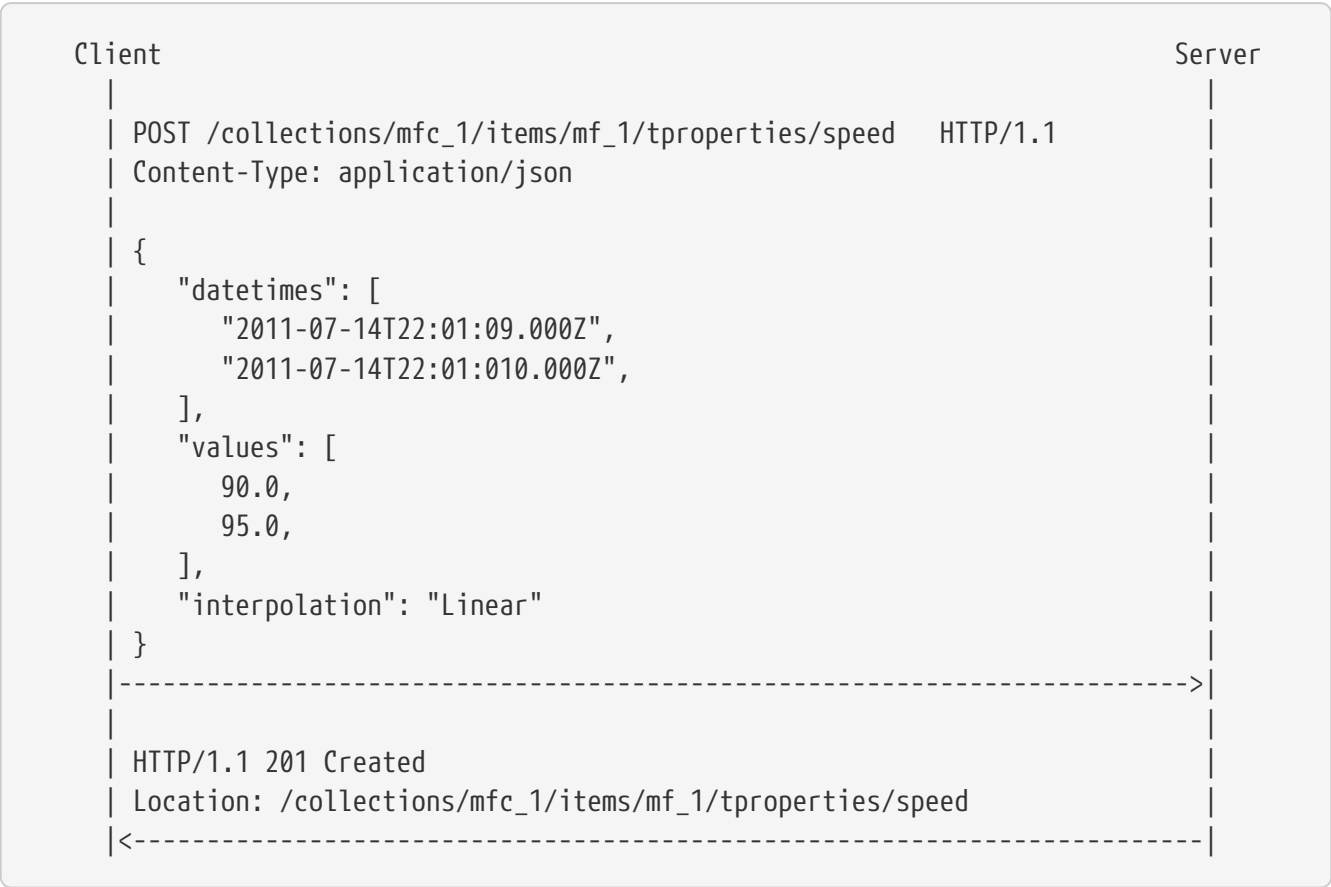 Client Server
POST /collections/mfc_1/items/mf_1/tproperties/speed HTTP/1.1
Content-Type: application/json
{
"datetimes": [
"2011-07-14T22:01:09.000Z",
"2011-07-14T22:01:010.000Z",
],
"values": [
90.0,
95.0,
],
"interpolation": "Linear"
}
HTTP/1.1 201 Created
Location: /collections/mfc_1/items/mf_1/tproperties/speed